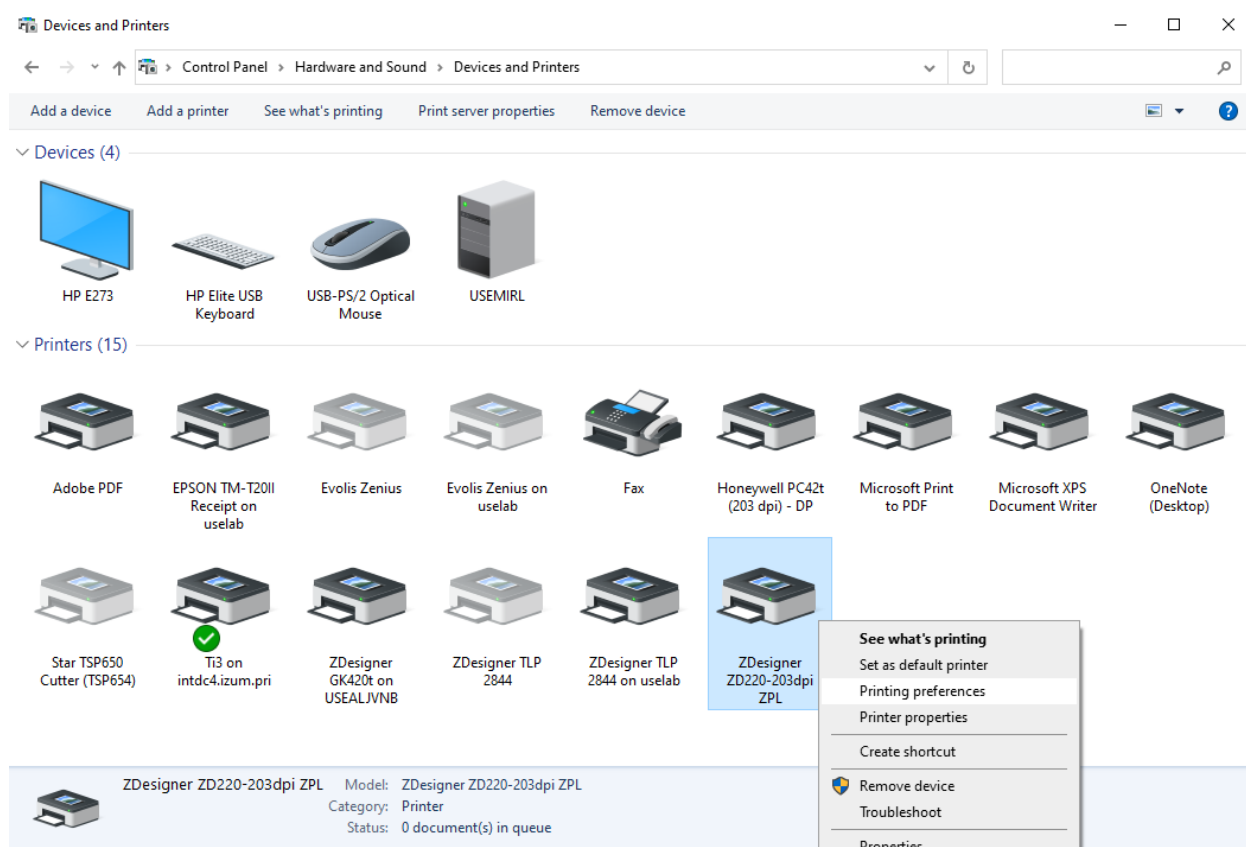 Devices and Printers
Control Panel > Hardware and Sound > Devices and Printers
Add a device Add a printer See what's printing Print server properties Remove device
Devices (4)
HP E273
HP Elite USB
Keyboard
USB-PS/2 Optical
Mouse
USEMIRL
Printers (15)
Adobe PDF
EPSON TM-T20II
Receipt on
uselab
Evolis Zenius
Evolis Zenius on
uselab
Fax
Honeywell PC42t
(203 dpi) - DP
Microsoft Print
to PDF
Microsoft XPS
Document Writer
OneNote
(Desktop)
Star TSP650
Cutter (TSP654)
Ti3 on
intdc4.izum.pri
ZDesigner
GK420t on
USEALJVNB
ZDesigner TLP
2844
ZDesigner TLP
2844 on uselab
ZDesigner
ZD220-203dpi
ZPL
See what's printing
Set as default printer
Printing preferences
Printer properties
Create shortcut
Remove device
Troubleshoot
Properties
ZDesigner ZD220-203dpi ZPL Model: ZDesigner ZD220-203dpi ZPL
Category: Printer
Status: 0 document(s) in queue